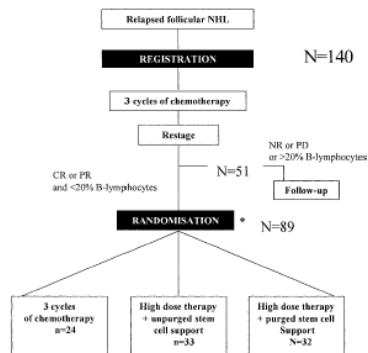 Relapsed follicular NHL
REGISTRATION
N=140
3 cycles of chemotherapy
Restage
NR or PD
or >20% B-lymphocytes
N=51
CR or PR
and <20% B-lymphocytes
Follow-up
RANDOMISATION *
N=89
3 cycles
of chemotherapy
n=24
High dose therapy
+ unpurged stem
cell support
n=33
High dose therapy
+ purged stem cell
Support
N=32